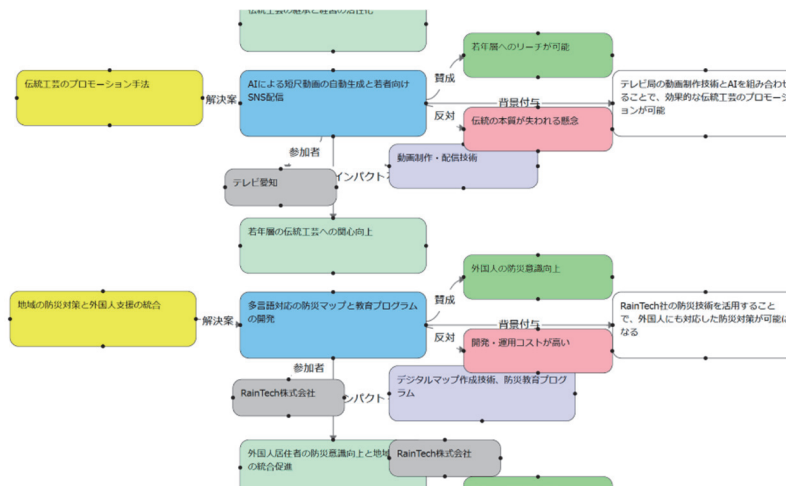 伝統工芸の継承と経営の活性化
若年層へのリーチが可能
賛成
伝統工芸のプロモーション手法
解決案
AIによる短尺動画の自動生成と若者向け
SNS配信
背景付与
テレビ局の動画制作技術とAIを組み合わせ
ることで、効果的な伝統工芸のプロモーシ
ョンが可能
反対
伝統の本質が失われる懸念
参加者
動画制作・配信技術
テレビ愛知
インパクト
若年層の伝統工芸への関心向上
外国人の防災意識向上
賛成
地域の防災対策と外国人支援の統合
解決案
多言語対応の防災マップと教育プログラム
の開発
背景付与
RainTech社の防災技術を活用すること
で、外国人にも対応した防災対策が可能に
なる
反対
開発・運用コストが高い
参加者
デジタルマップ作成技術、防災教育プログ
ラム
RainTech株式会社
ンパクト
外国人居住者の防災意識向上と地域
の統合促進
RainTech株式会社